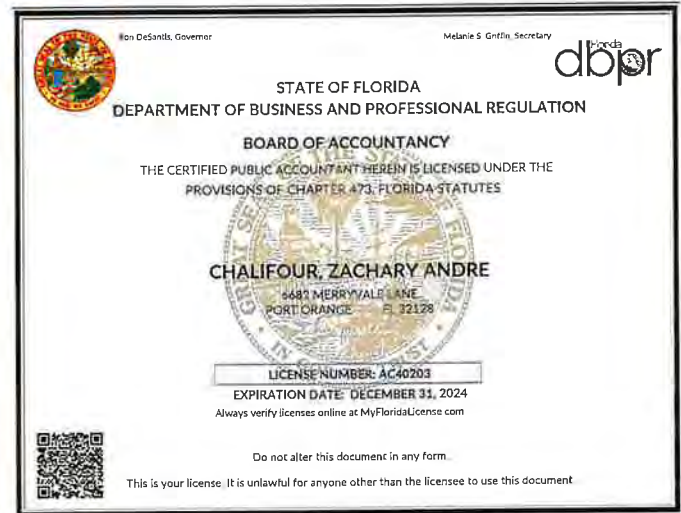 Ron DeSantis, Governor
Melanie S. Griffin, Secretary
Florida
dbpr
STATE OF FLORIDA
DEPARTMENT OF BUSINESS AND PROFESSIONAL REGULATION
BOARD OF ACCOUNTANCY
THE CERTIFIED PUBLIC ACCOUNTANT HEREIN IS LICENSED UNDER THE
PROVISIONS OF CHAPTER 473, FLORIDA STATUTES
CHALIFOUR, ZACHARY ANDRE
6682 MERRYVALE LANE
PORT ORANGE FL 32128
LICENSE NUMBER: AC40203
EXPIRATION DATE: DECEMBER 31, 2024
Always verify licenses online at MyFloridaLicense.com
Do not alter this document in any form.
This is your license. It is unlawful for anyone other than the licensee to use this document.